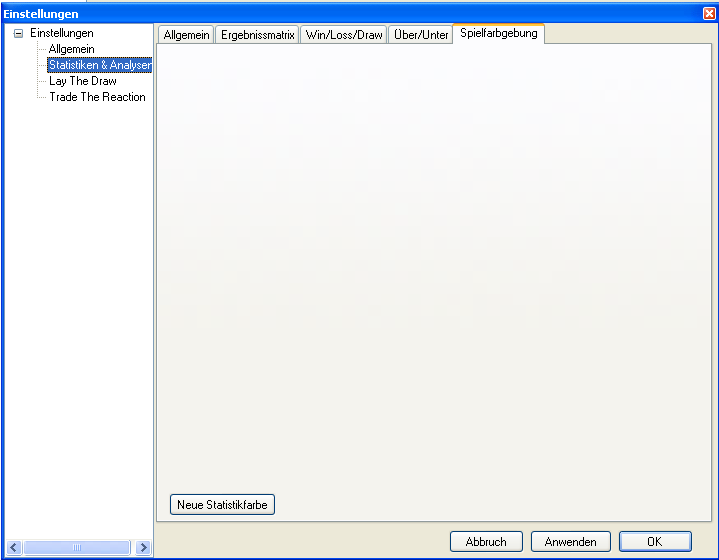 Einstellungen
Einstellungen
Allgemein
Statistiken & Analysen
Lay The Draw
Trade The Reaction
Allgemein Ergebnissmatrix Win/Loss/Draw Über/Unter Spielfarbgebung
Neue Statistikfarbe
Abbruch Anwenden OK